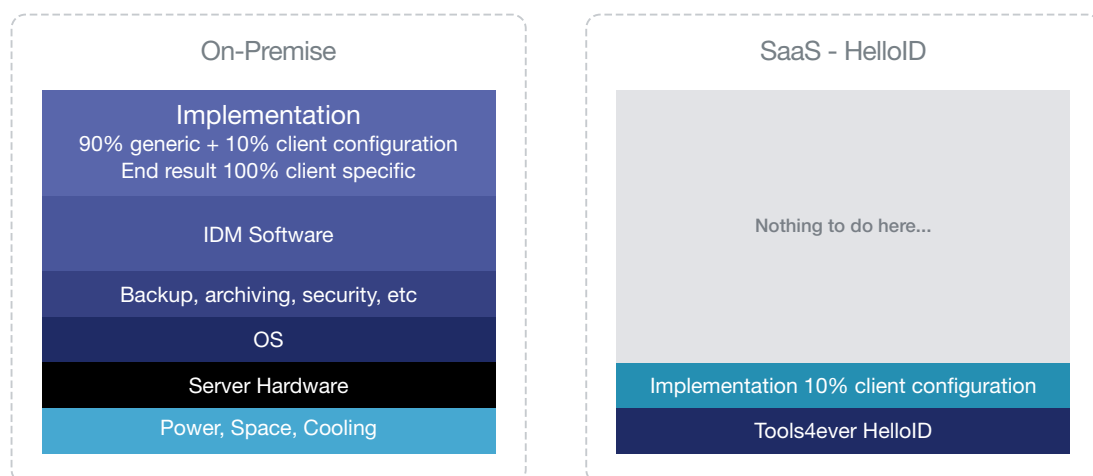 On-Premise
Implementation
90% generic + 10% client configuration
End result 100% client specific
IDM Software
Backup, archiving, security, etc
OS
Server Hardware
Power, Space, Cooling
SaaS - HelloID
Nothing to do here...
Implementation 10% client configuration
Tools4ever HelloID